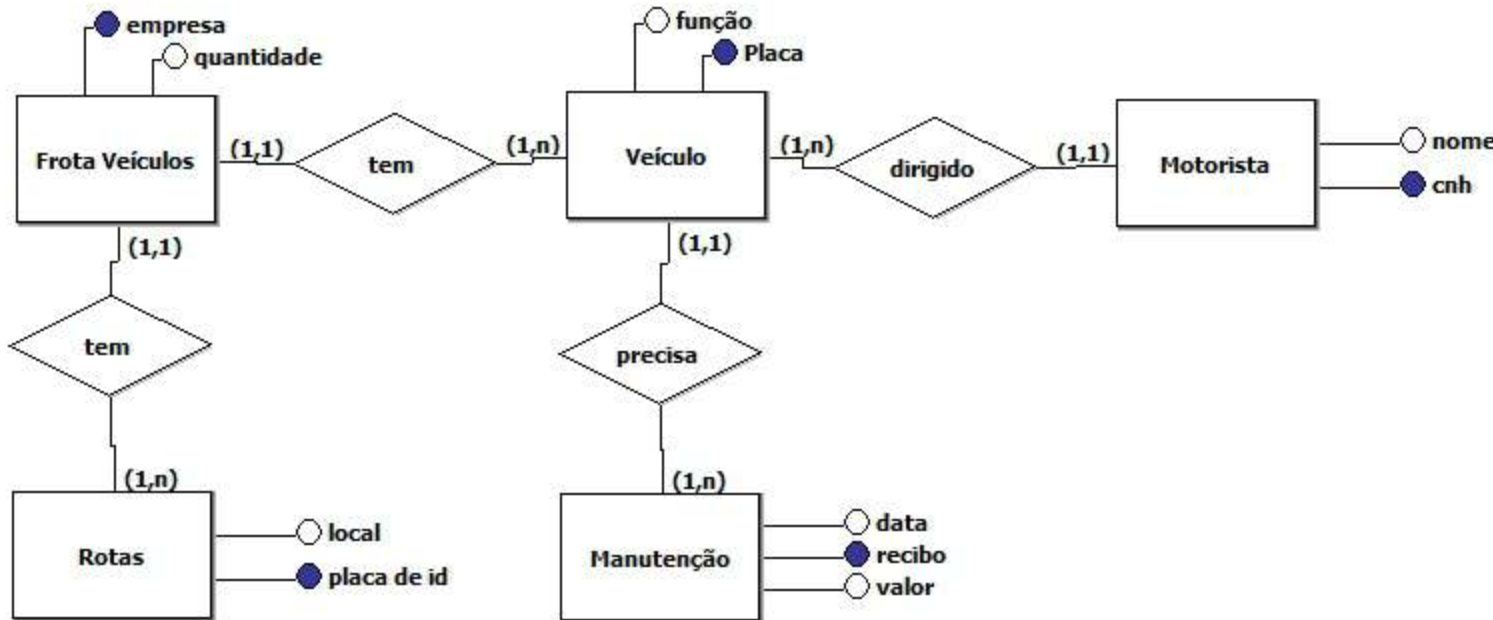 empresa
quantidade
função
Placa
Frota Veículos
(1,1)
tem
(1,n)
Veículo
(1,n)
dirigido
(1,1)
Motorista
nome
cnh
(1,1)
(1,1)
tem
precisa
(1,n)
(1,n)
Rotas
local
placa de id
Manutenção
data
recibo
valor